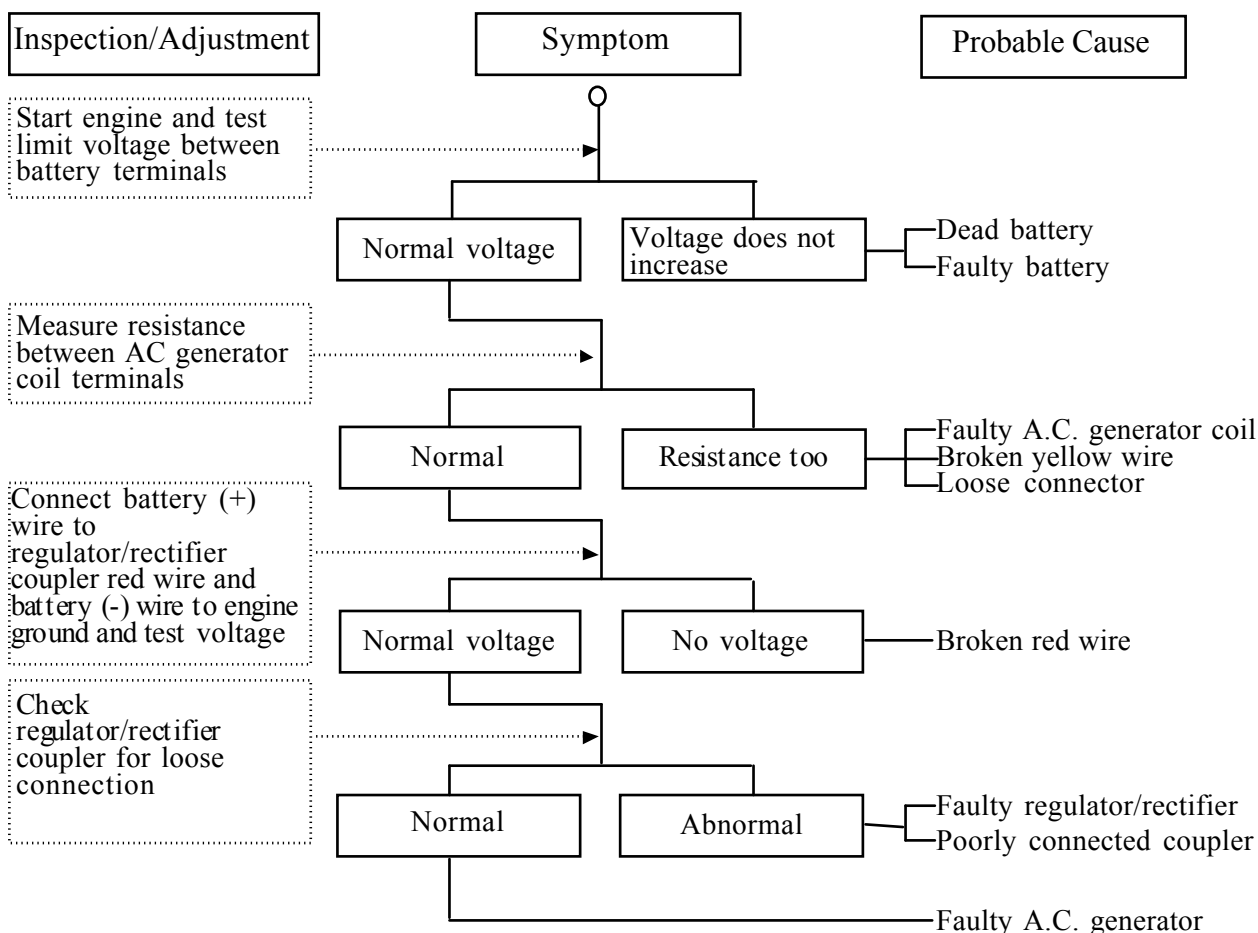 Inspection/Adjustment
Symptom
Probable Cause
Start engine and test
limit voltage between
battery terminals
Normal voltage
Voltage does not
increase
Dead battery
Faulty battery
Measure resistance
between AC generator
coil terminals
Normal
Resistance too
Faulty A.C. generator coil
Broken yellow wire
Loose connector
Connect battery (+)
wire to
regulator/rectifier
coupler red wire and
battery (-) wire to engine
ground and test voltage
Normal voltage
No voltage
Broken red wire
Check
regulator/rectifier
coupler for loose
connection
Normal
Abnormal
Faulty regulator/rectifier
Poorly connected coupler
Faulty A.C. generator